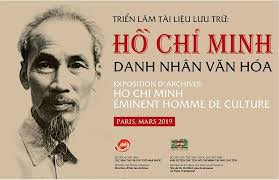 TRIỂN LÃM TÀI LIỆU LƯU TRỮ:
HỒ CHÍ MINH
DANH NHÂN VĂN HÓA
EXPOSITION D'ARCHIVES:
HO CHI MINH
ÉMINENT HOMME DE CULTURE
PARIS, MARS 2019